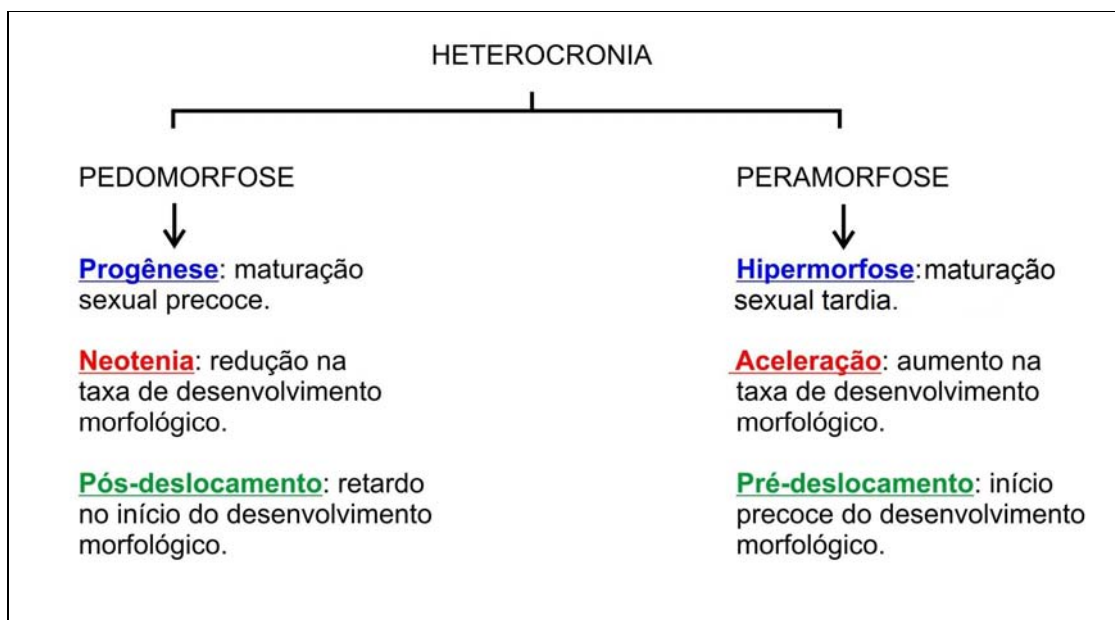 HETEROCRONIA
PEDOMORFOSE
Progênese: maturação
sexual precoce.
Neotenia: redução na
taxa de desenvolvimento
morfológico.
Pós-deslocamento: retardo
no início do desenvolvimento
morfológico.
PERAMORFOSE
Hipermorfose: maturação
sexual tardia.
Aceleração: aumento na
taxa de desenvolvimento
morfológico.
Pré-deslocamento: início
precoce do desenvolvimento
morfológico.